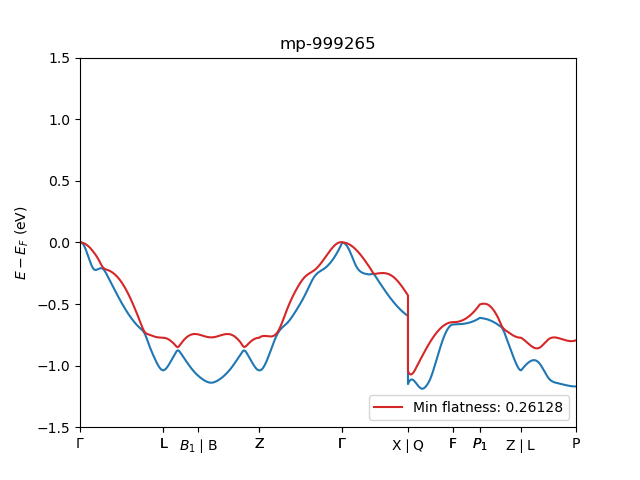 mp-999265
E − E_F (eV)
1.5
1.0
0.5
0.0
−0.5
−1.0
−1.5
Min flatness: 0.26128
Γ L B₁ | B Z Γ X | Q F P₁ Z | L P